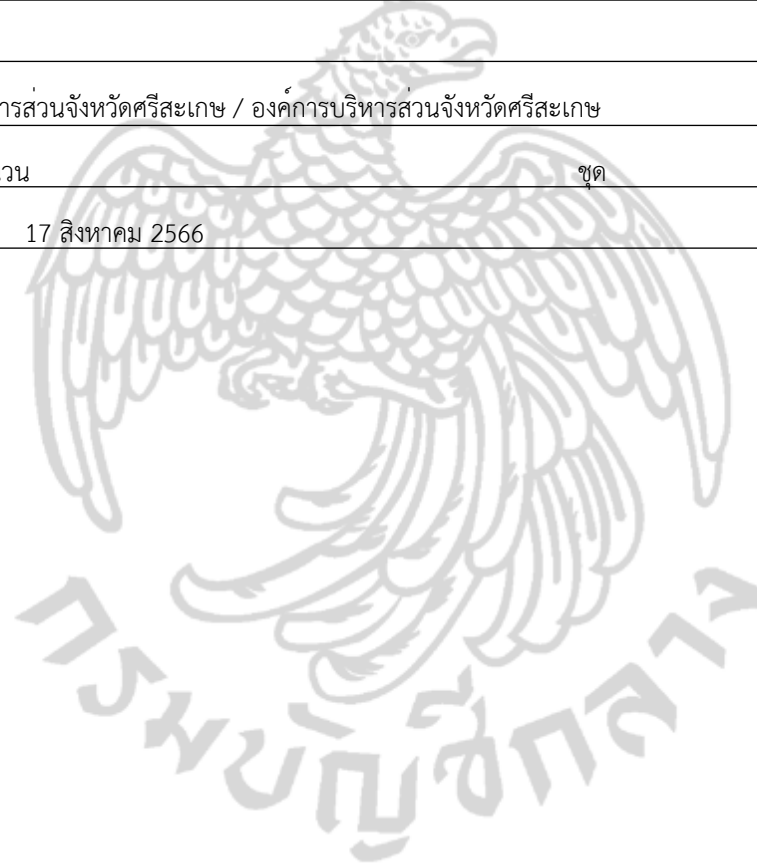 ารส่วนจังหวัดศรีสะเกษ / องค์การบริหารส่วนจังหวัดศรีสะเกษ
วน ชุด
17 สิงหาคม 2566
กรมบัญชีกลาง